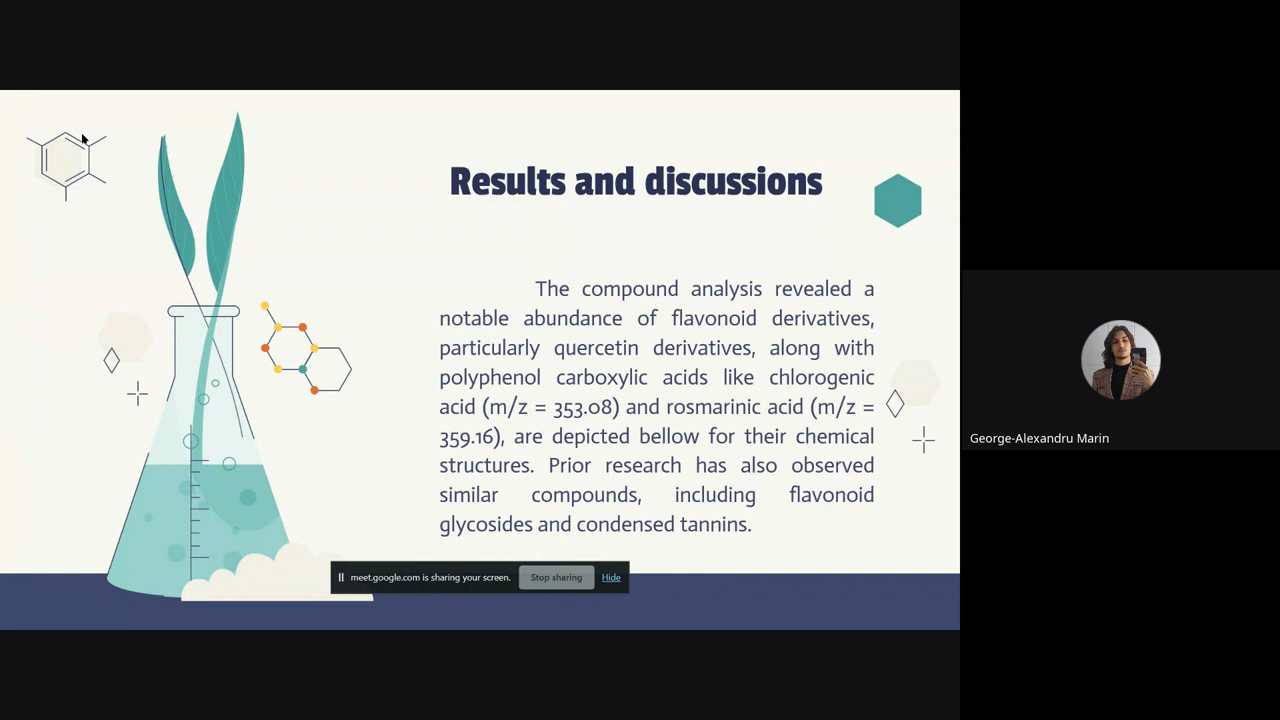 Results and discussions
The compound analysis revealed a
notable abundance of flavonoid derivatives,
particularly quercetin derivatives, along with
polyphenol carboxylic acids like chlorogenic
acid (m/z = 353.08) and rosmarinic acid (m/z =
359.16), are depicted bellow for their chemical
structures. Prior research has also observed
similar compounds, including flavonoid
glycosides and condensed tannins.
meet.google.com is sharing your screen. Stop sharing Hide
George-Alexandru Marin